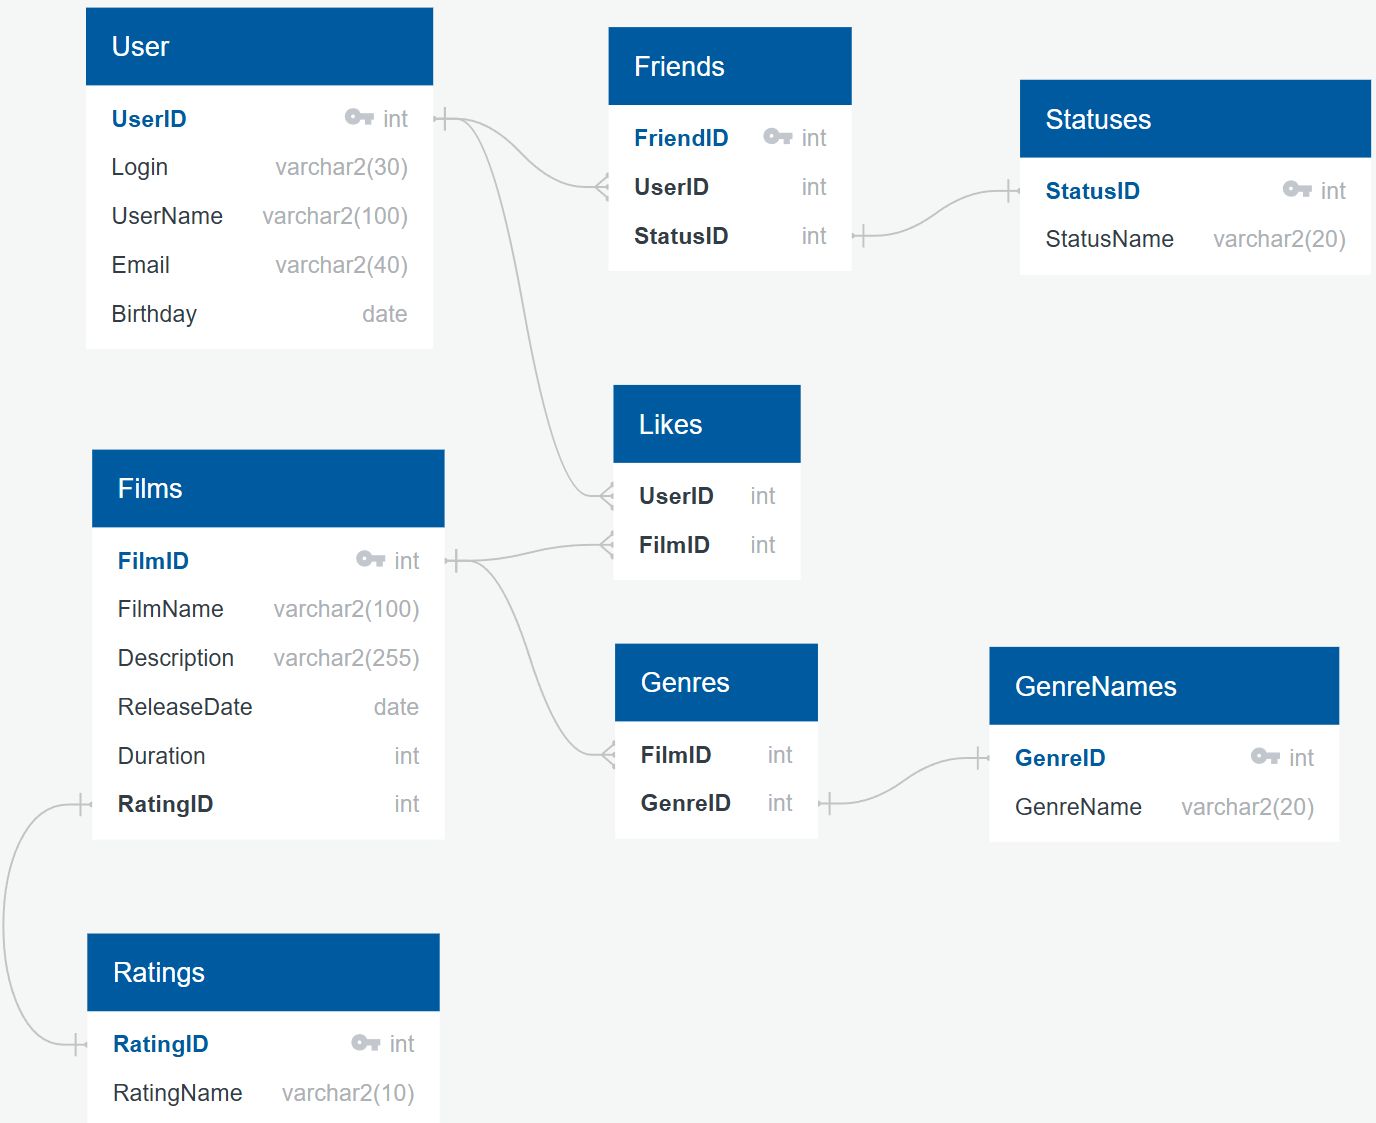 User
UserID int
Login varchar2(30)
UserName varchar2(100)
Email varchar2(40)
Birthday date
Friends
FriendID int
UserID int
StatusID int
Statuses
StatusID int
StatusName varchar2(20)
Likes
UserID int
FilmID int
Films
FilmID int
FilmName varchar2(100)
Description varchar2(255)
ReleaseDate date
Duration int
RatingID int
Genres
FilmID int
GenreID int
GenreNames
GenreID int
GenreName varchar2(20)
Ratings
RatingID int
RatingName varchar2(10)